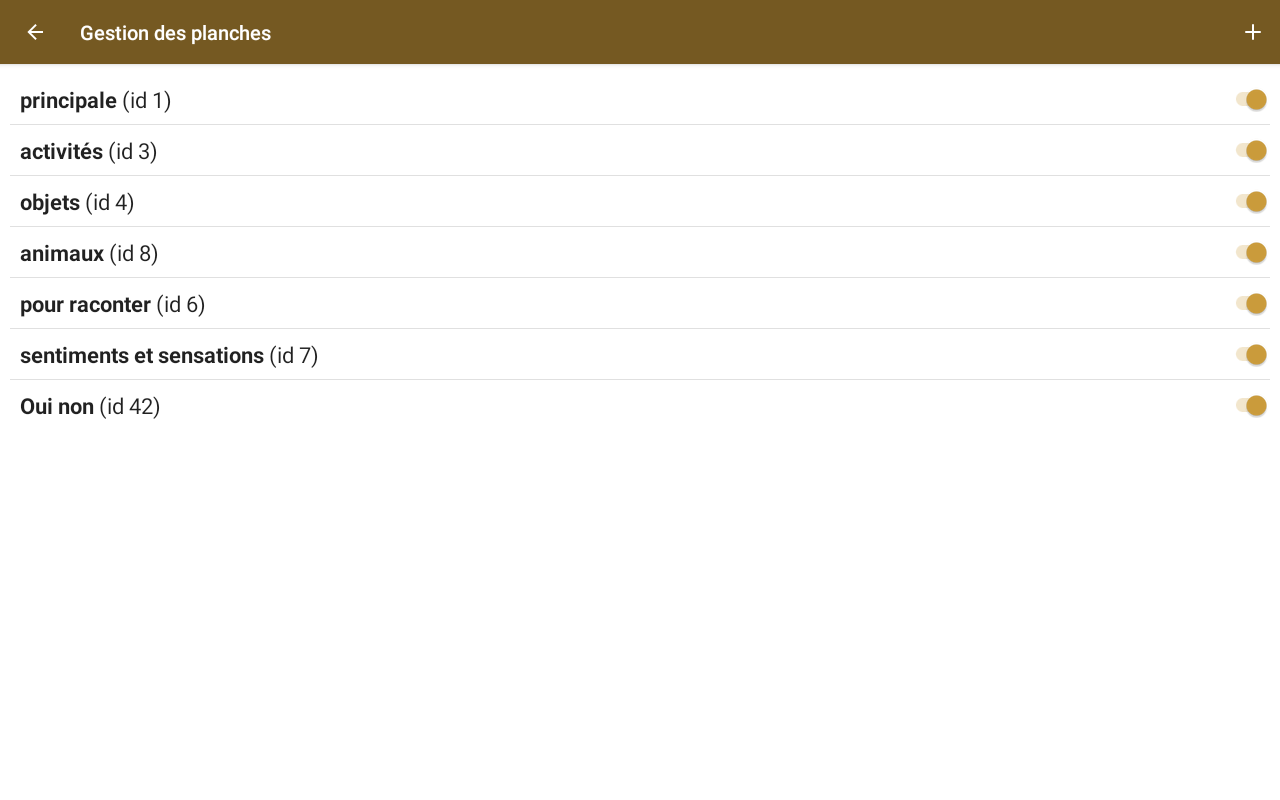 Gestion des planches
principale (id 1)
activités (id 3)
objets (id 4)
animaux (id 8)
pour raconter (id 6)
sentiments et sensations (id 7)
Oui non (id 42)